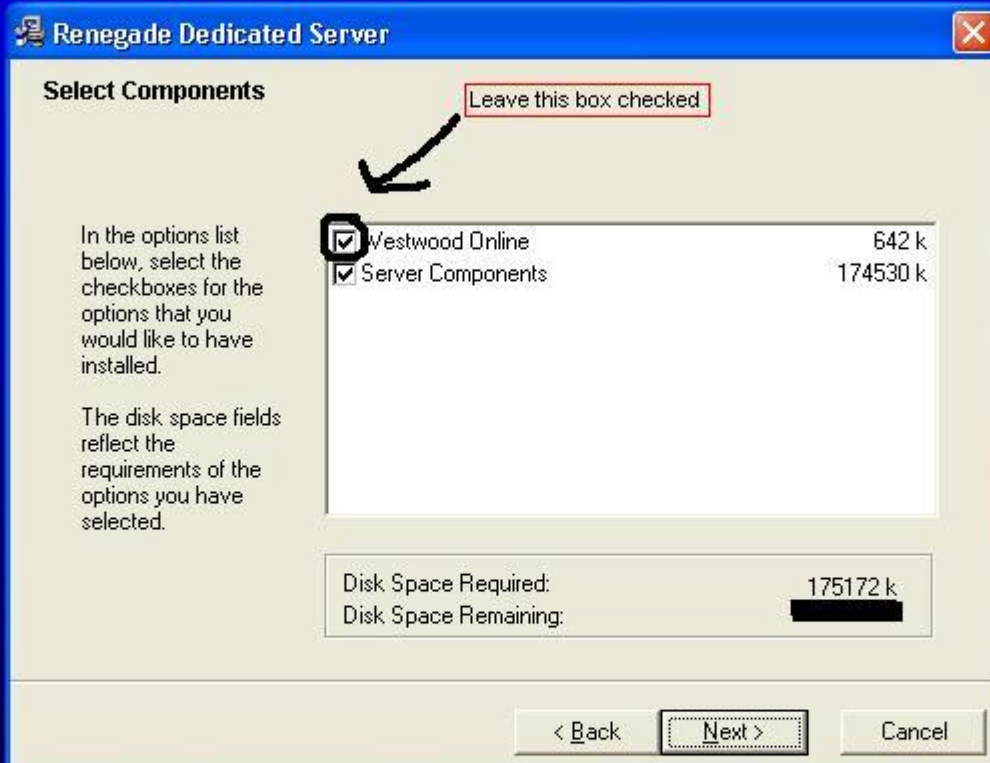 Renegade Dedicated Server
Select Components
Leave this box checked
In the options list
below, select the
checkboxes for the
options that you
would like to have
installed.
The disk space fields
reflect the
requirements of the
options you have
selected.
Westwood Online 642 k
Server Components 174530 k
Disk Space Required: 175172 k
Disk Space Remaining:
< Back Next > Cancel